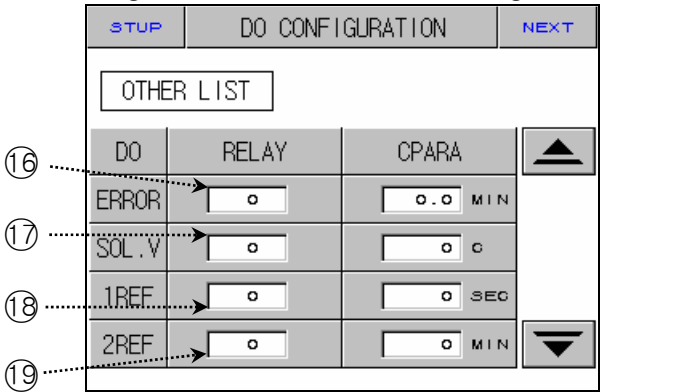 STUP DO CONFIGURATION NEXT
OTHER LIST
DO RELAY CPARA
⑯
ERROR 0 0.0 MIN
⑰
SOL.V 0 0 C
⑱
1REF 0 0 SEC
2REF 0 0 MIN
⑲